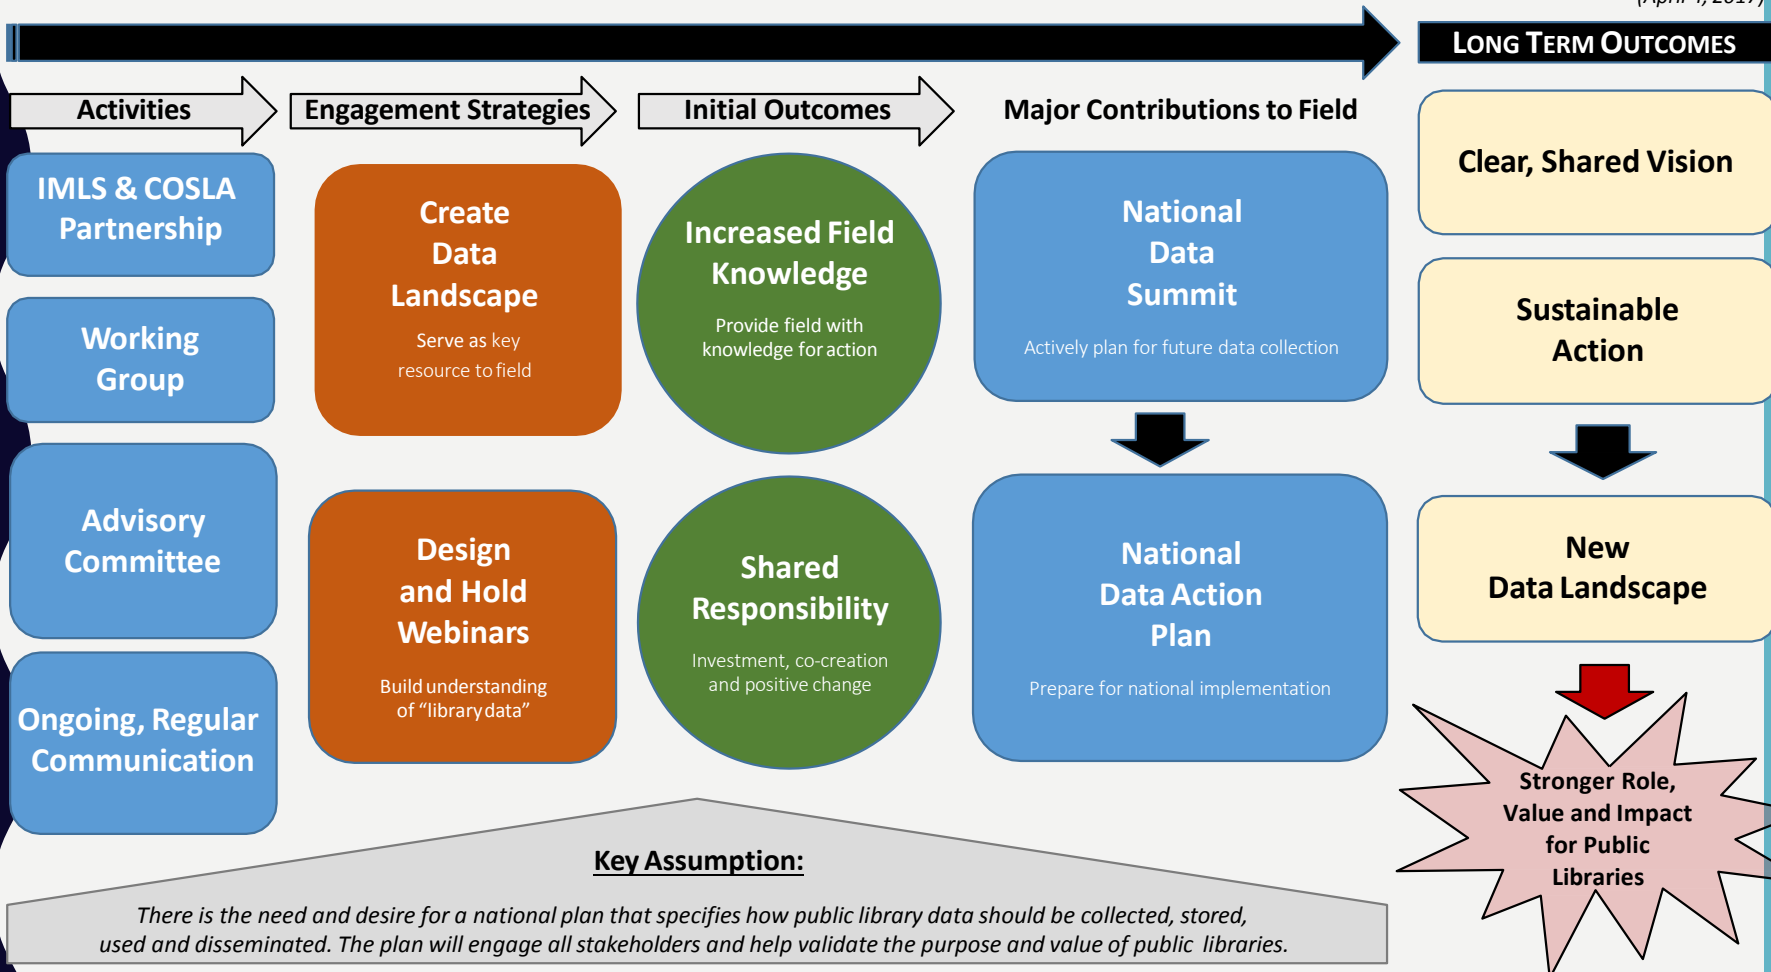 (April 4, 2017)
LONG TERM OUTCOMES
Activities
Engagement Strategies
Initial Outcomes
Major Contributions to Field
IMLS & COSLA
Partnership
Working
Group
Advisory
Committee
Ongoing, Regular
Communication
Create
Data
Landscape
Serve as key
resource to field
Design
and Hold
Webinars
Build understanding
of “library data”
Increased Field
Knowledge
Provide field with
knowledge for action
Shared
Responsibility
Investment, co-creation
and positive change
National
Data
Summit
Actively plan for future data collection
National
Data Action
Plan
Prepare for national implementation
Clear, Shared Vision
Sustainable
Action
New
Data Landscape
Stronger Role,
Value and Impact
for Public
Libraries
Key Assumption:
There is the need and desire for a national plan that specifies how public library data should be collected, stored,
used and disseminated. The plan will engage all stakeholders and help validate the purpose and value of public libraries.